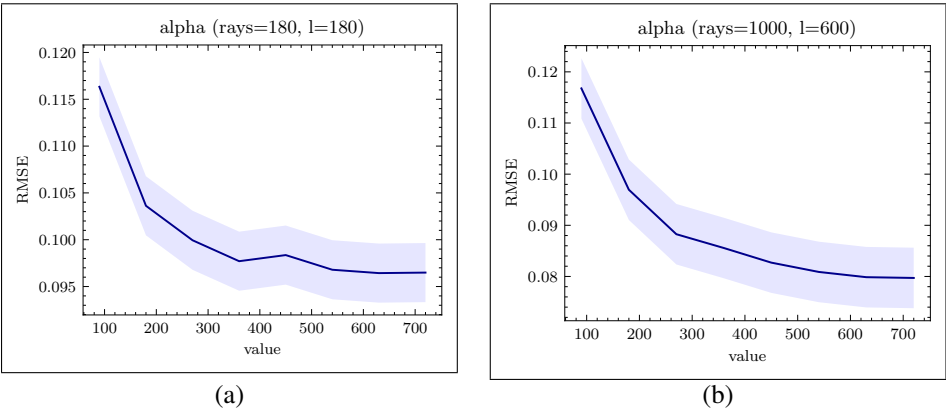 alpha (rays=180, l=180)
0.120
0.115
0.110
0.105
0.100
0.095
RMSE
100 200 300 400 500 600 700
value
(a)
alpha (rays=1000, l=600)
0.12
0.11
0.10
0.09
0.08
RMSE
100 200 300 400 500 600 700
value
(b)